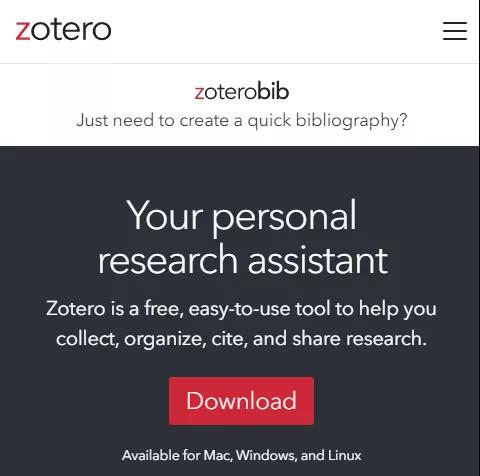 zotero
zoterobib
Just need to create a quick bibliography?
Your personal
research assistant
Zotero is a free, easy-to-use tool to help you
collect, organize, cite, and share research.
Download
Available for Mac, Windows, and Linux